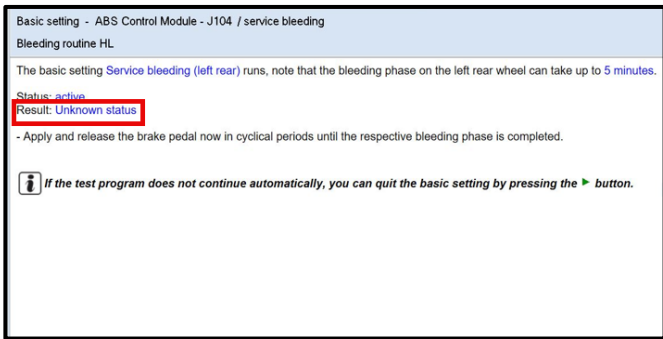 Basic setting - ABS Control Module - J104 / service bleeding
Bleeding routine HL
The basic setting Service bleeding (left rear) runs, note that the bleeding phase on the left rear wheel can take up to 5 minutes.
Status: active
Result: Unknown status
- Apply and release the brake pedal now in cyclical periods until the respective bleeding phase is completed.
If the test program does not continue automatically, you can quit the basic setting by pressing the ► button.